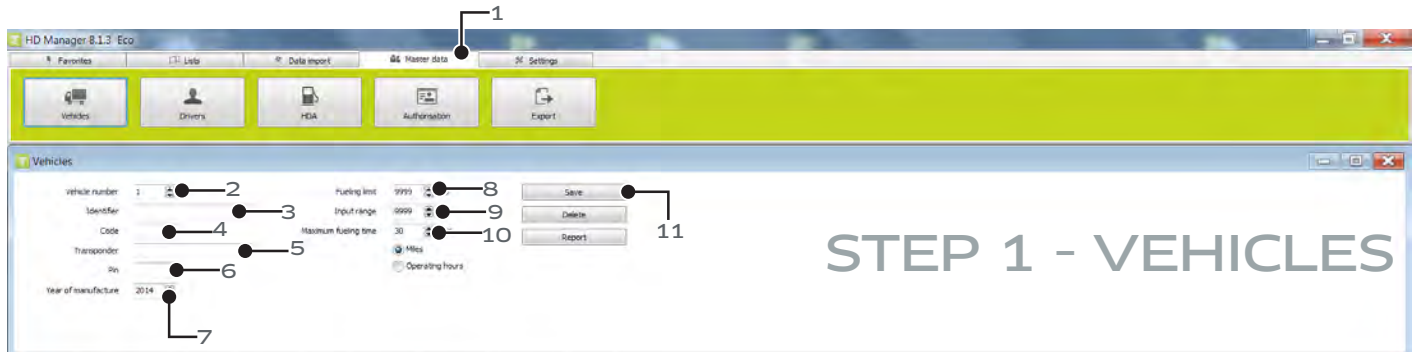 1
HD Manager 8.1.3 Eco
Favorites Lists Data import Master data Settings
Vehicles Drivers HDA Authorisation Export
Vehicles
Vehicle number 1 2 Fueling limit 9999 8 Save
Identifier 3 Input range 9999 9 Delete
Code 4 Maximum fueling time 30 10 Report 11
Transponder 5 Miles
Pin 6 Operating hours
Year of manufacture 2014
7
STEP 1 - VEHICLES